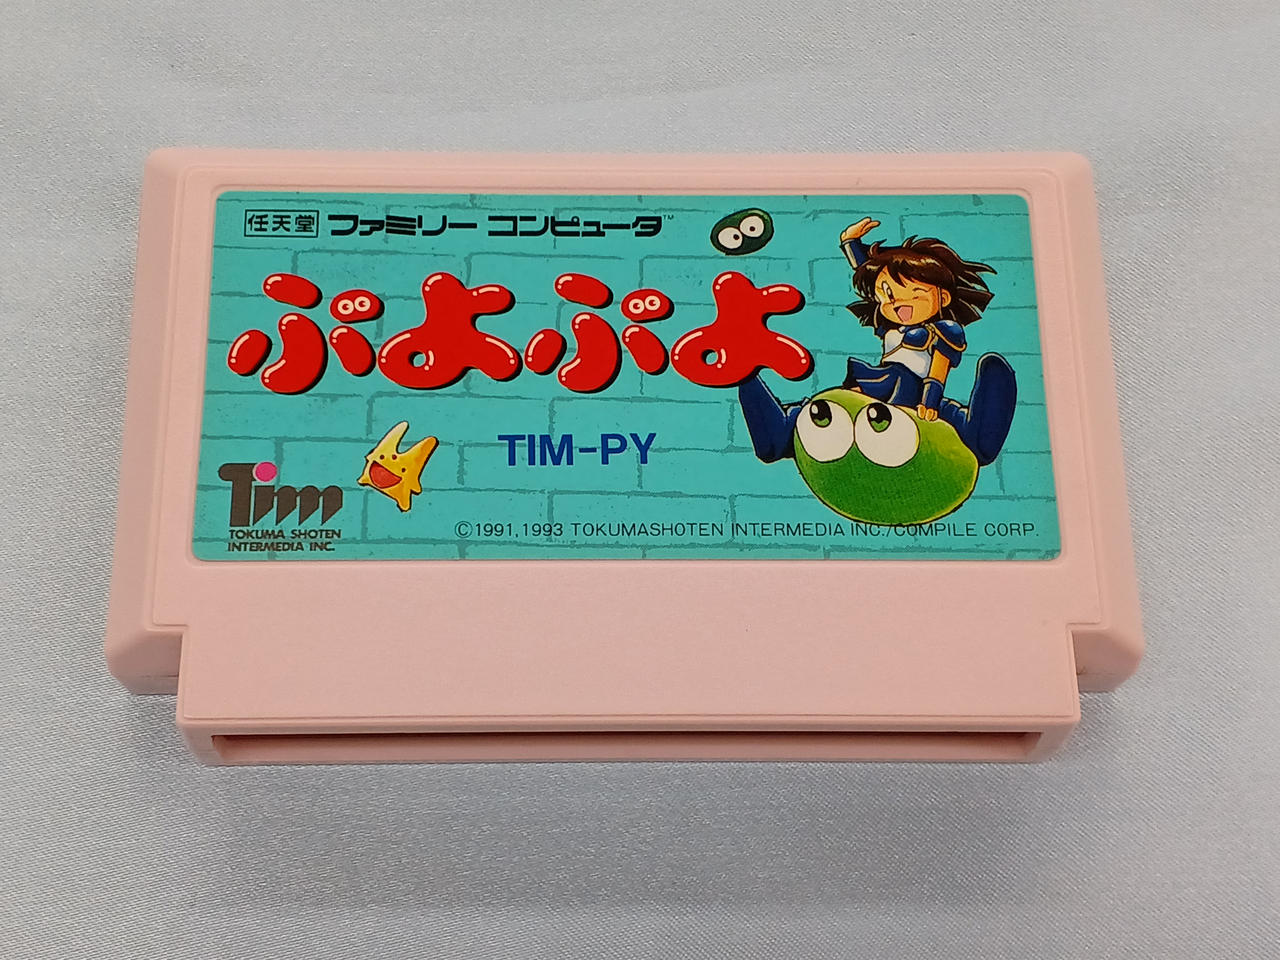 任天堂 ファミリー コンピュータ™
ぷよぷよ
TIM-PY
Tim
TOKUMA SHOTEN
INTERMEDIA INC.
©1991,1993 TOKUMASHOTEN INTERMEDIA INC./COMPILE CORP.